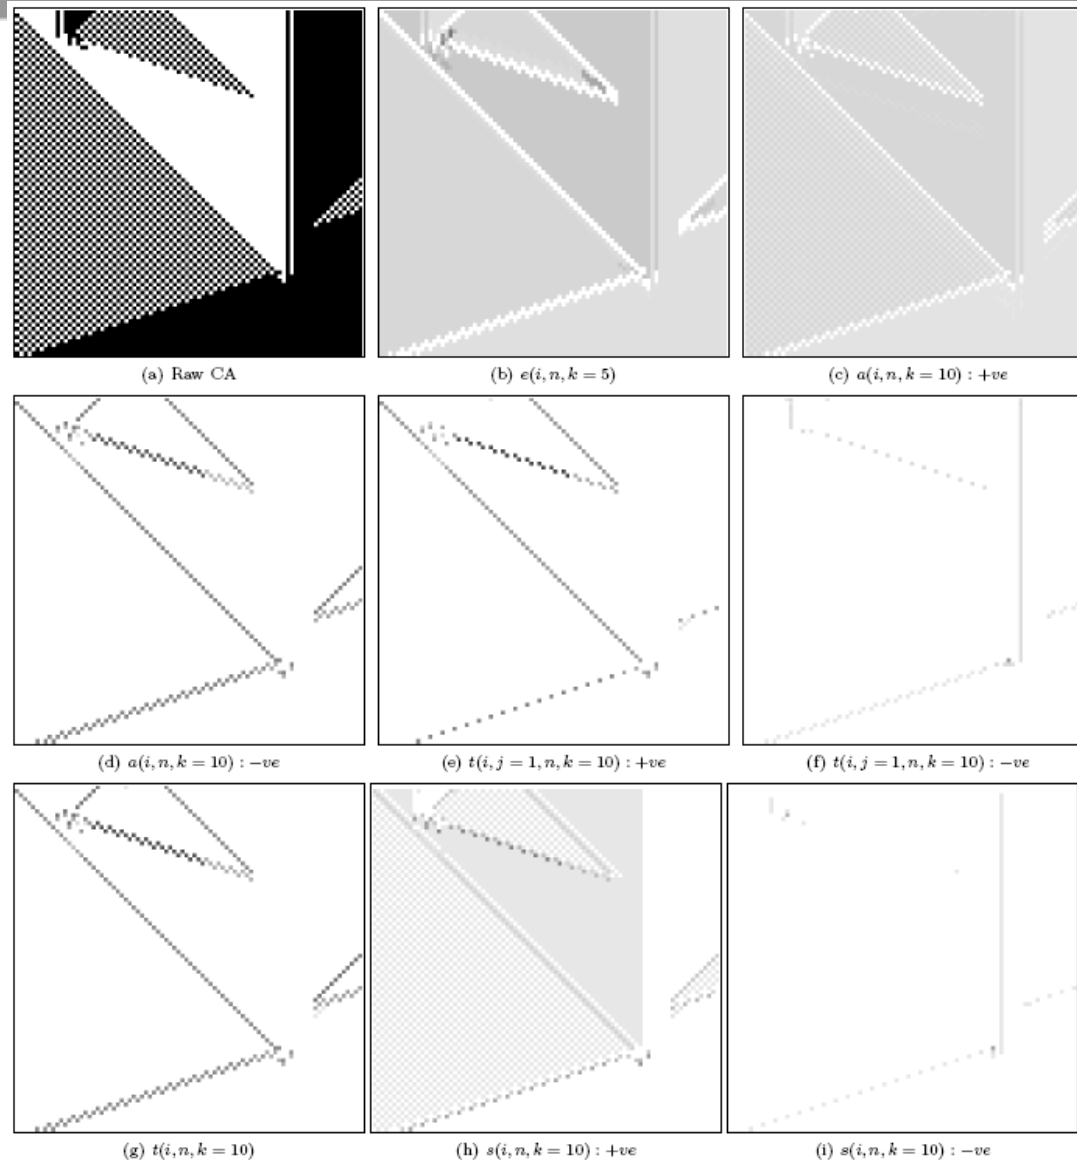 (a) Raw CA
(b) e(i, n, k = 5)
(c) a(i, n, k = 10) : +ve
(d) a(i, n, k = 10) : −ve
(e) t(i, j = 1, n, k = 10) : +ve
(f) t(i, j = 1, n, k = 10) : −ve
(g) t(i, n, k = 10)
(h) s(i, n, k = 10) : +ve
(i) s(i, n, k = 10) : −ve